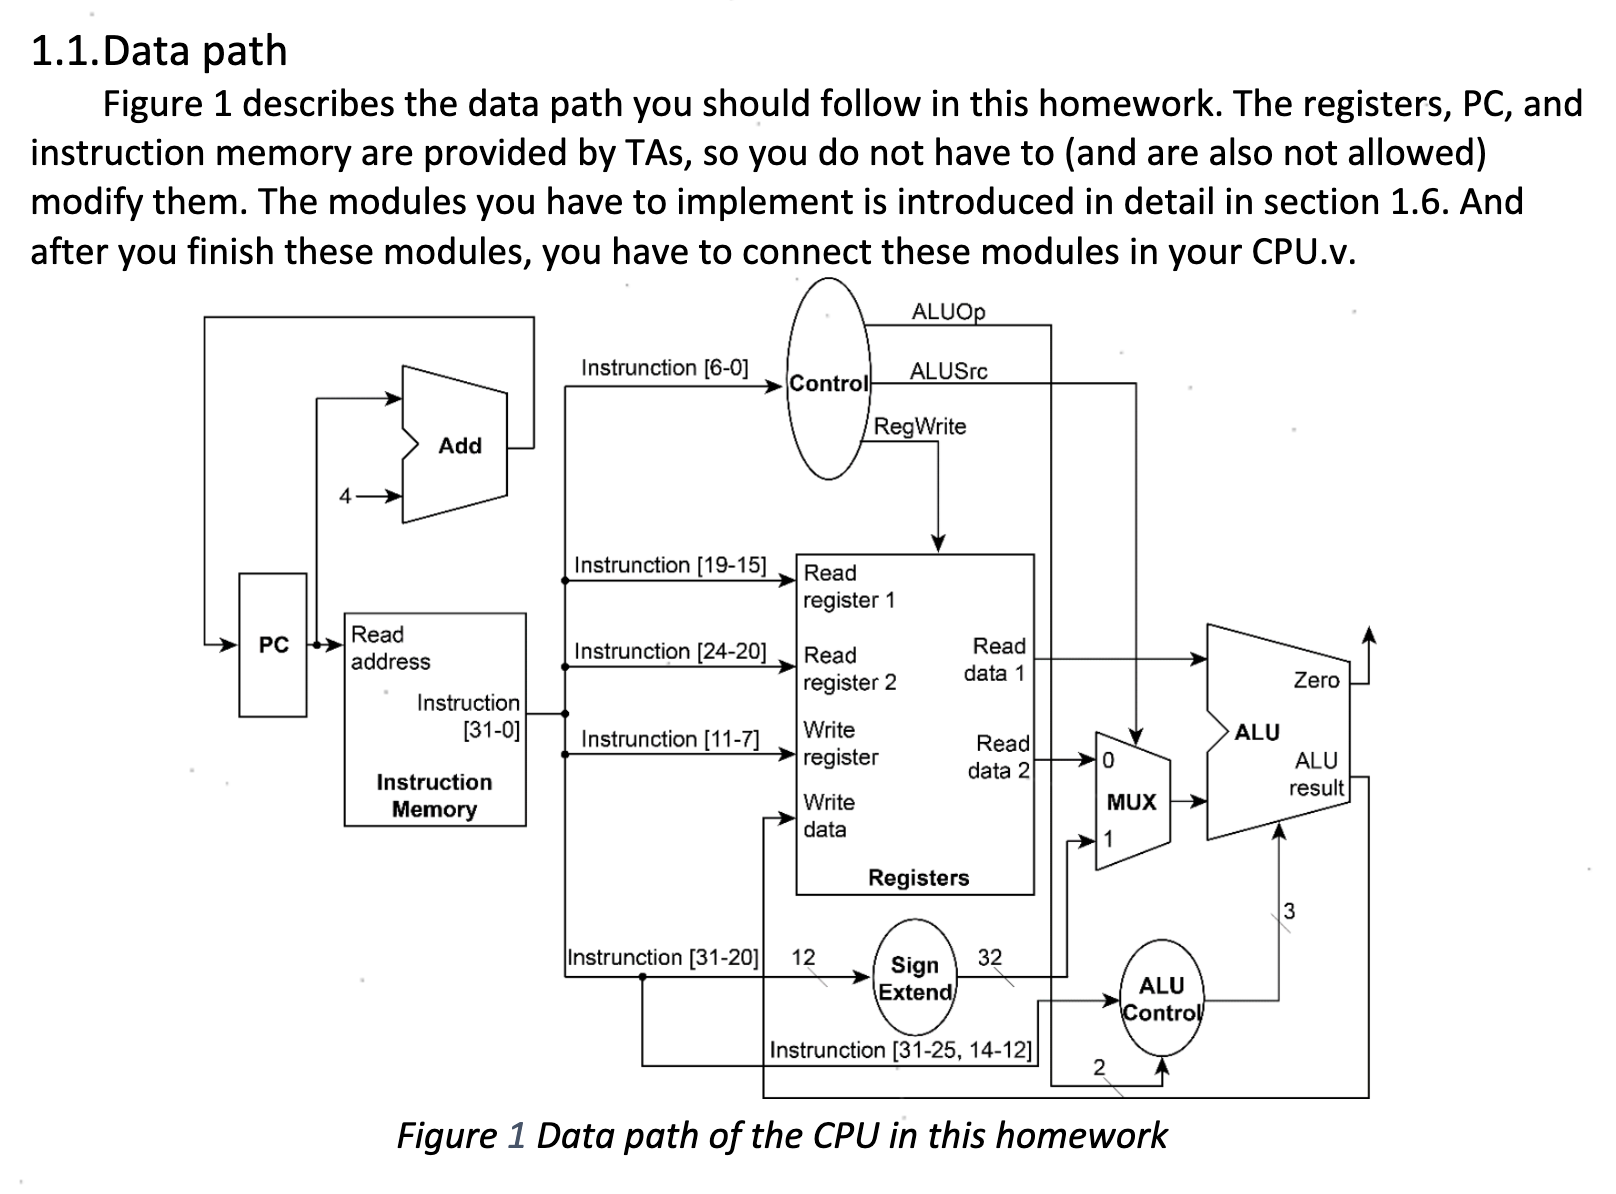 1.1.Data path
Figure 1 describes the data path you should follow in this homework. The registers, PC, and
instruction memory are provided by TAs, so you do not have to (and are also not allowed)
modify them. The modules you have to implement is introduced in detail in section 1.6. And
after you finish these modules, you have to connect these modules in your CPU.v.
ALUOp
Instrunction [6-0]
Control
ALUSrc
RegWrite
Add
4
Instrunction [19-15]
Read
register 1
PC
Read
address
Instruction
[31-0]
Instruction
Memory
Instrunction [24-20]
Read
register 2
Read
data 1
Instrunction [11-7]
Write
register
Read
data 2
Write
data
Registers
0
MUX
1
Zero
ALU
ALU
result
3
Instrunction [31-20]
12
Sign
Extend
32
ALU
Control
Instrunction [31-25, 14-12]
2
Figure 1 Data path of the CPU in this homework